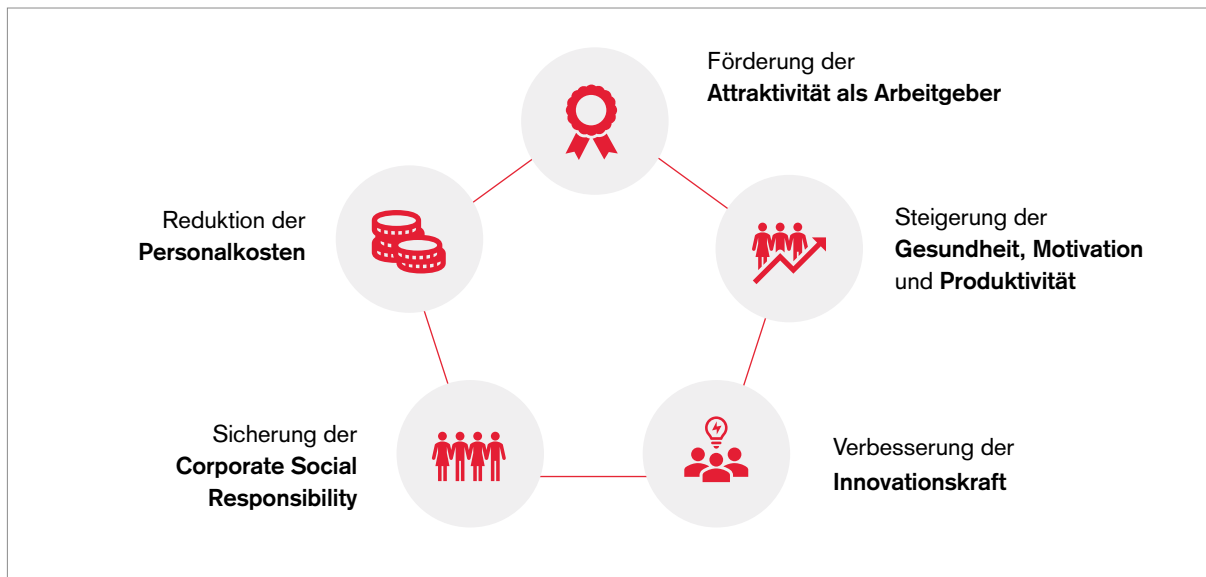 Förderung der
Attraktivität als Arbeitgeber
Reduktion der
Personalkosten
Steigerung der
Gesundheit, Motivation
und Produktivität
Sicherung der
Corporate Social
Responsibility
Verbesserung der
Innovationskraft